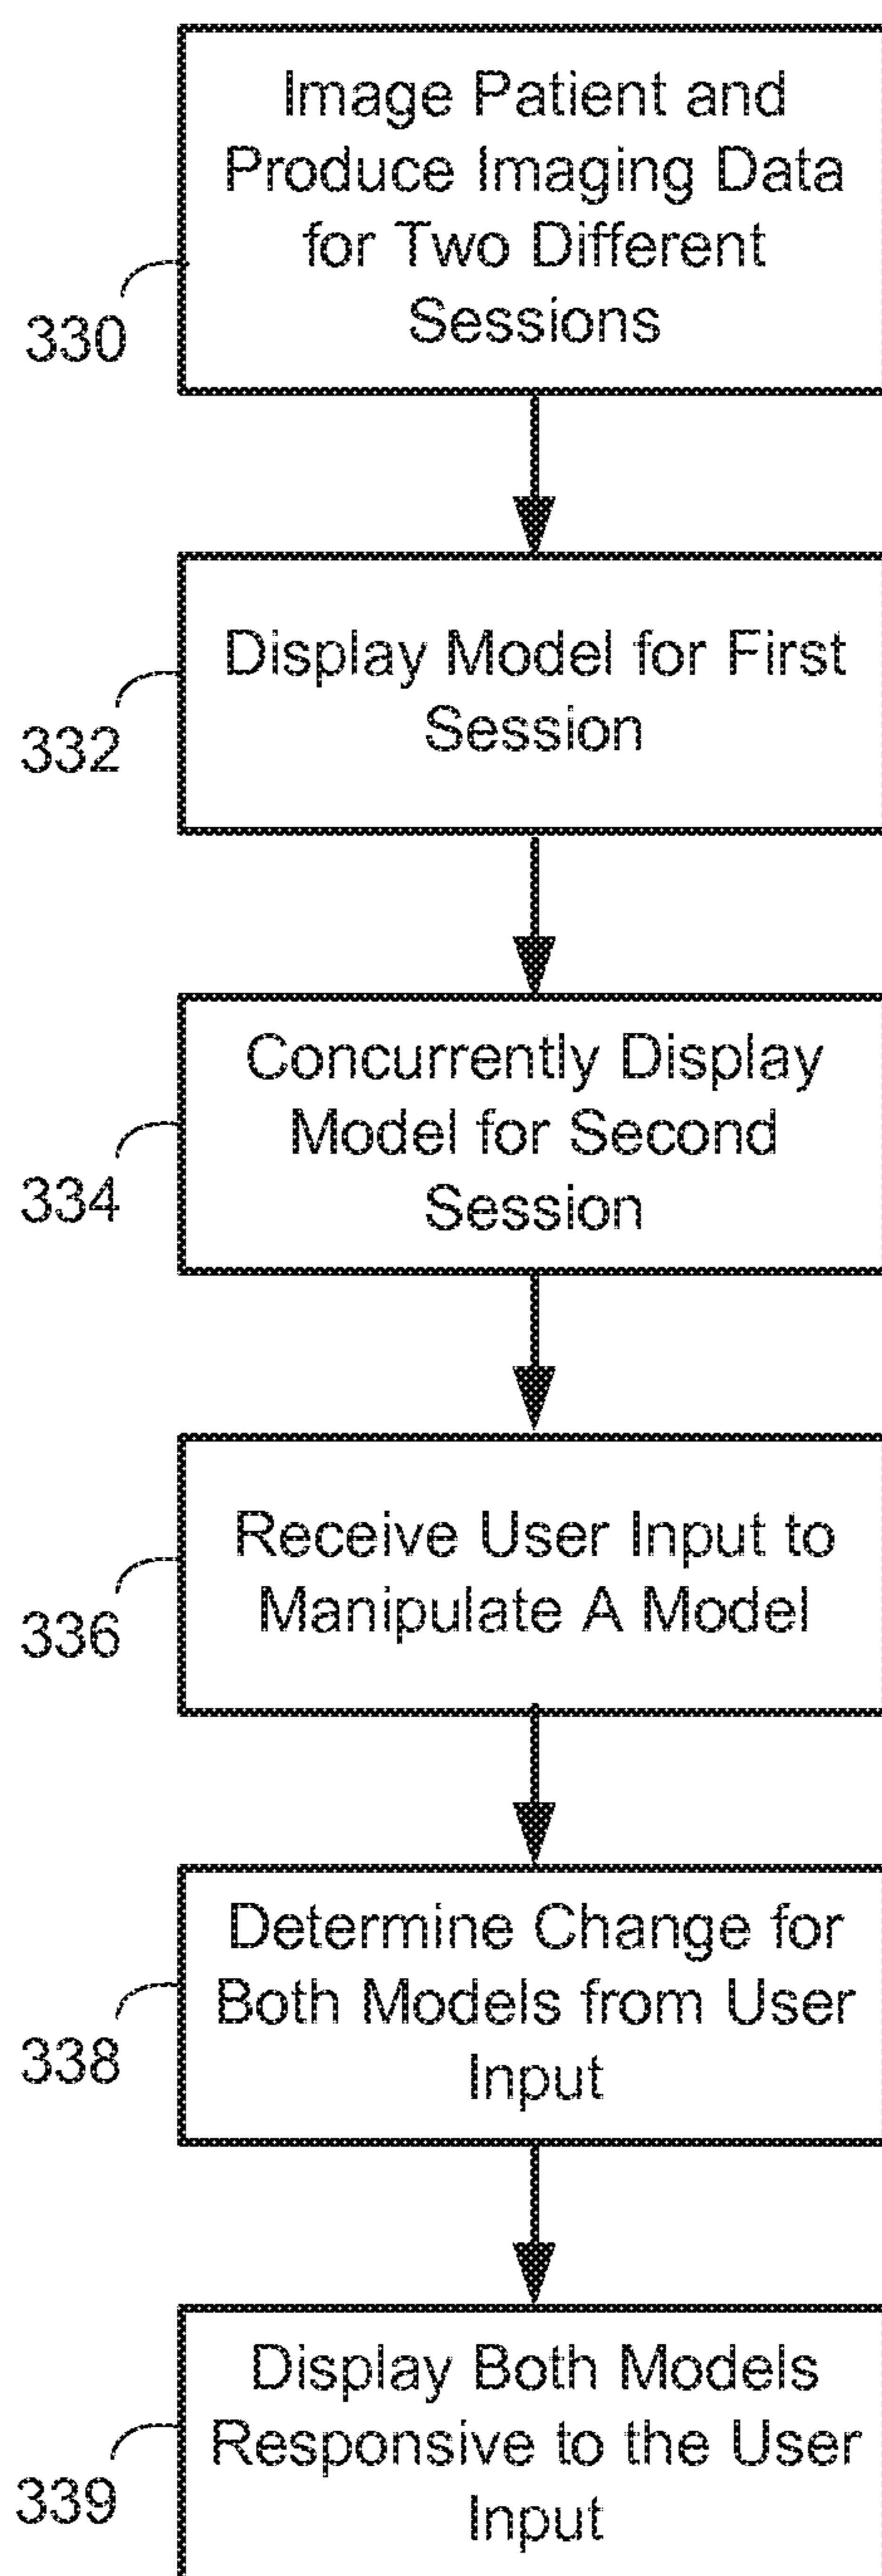 Image Patient and
Produce Imaging Data
for Two Different
Sessions
330
Display Model for First
Session
332
Concurrently Display
Model for Second
Session
334
Receive User Input to
Manipulate A Model
336
Determine Change for
Both Models from User
Input
338
Display Both Models
Responsive to the User
Input
339